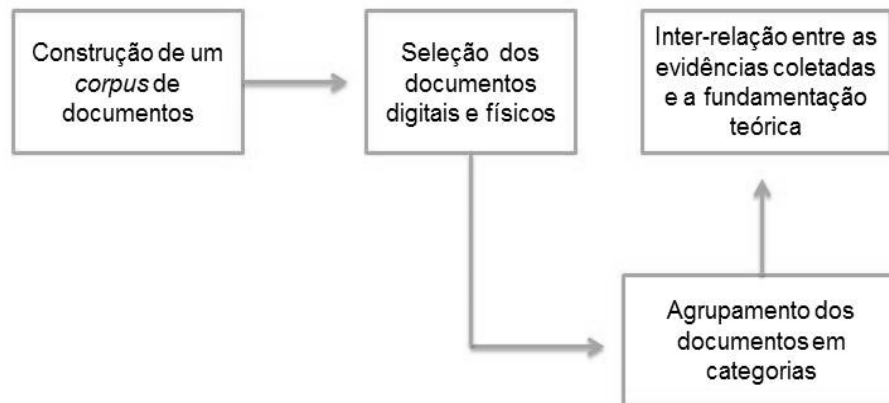 Construção de um
corpus de
documentos
Seleção dos
documentos
digitais e físicos
Inter-relação entre as
evidências coletadas
e a fundamentação
teórica
Agrupamento dos
documentos em
categorias